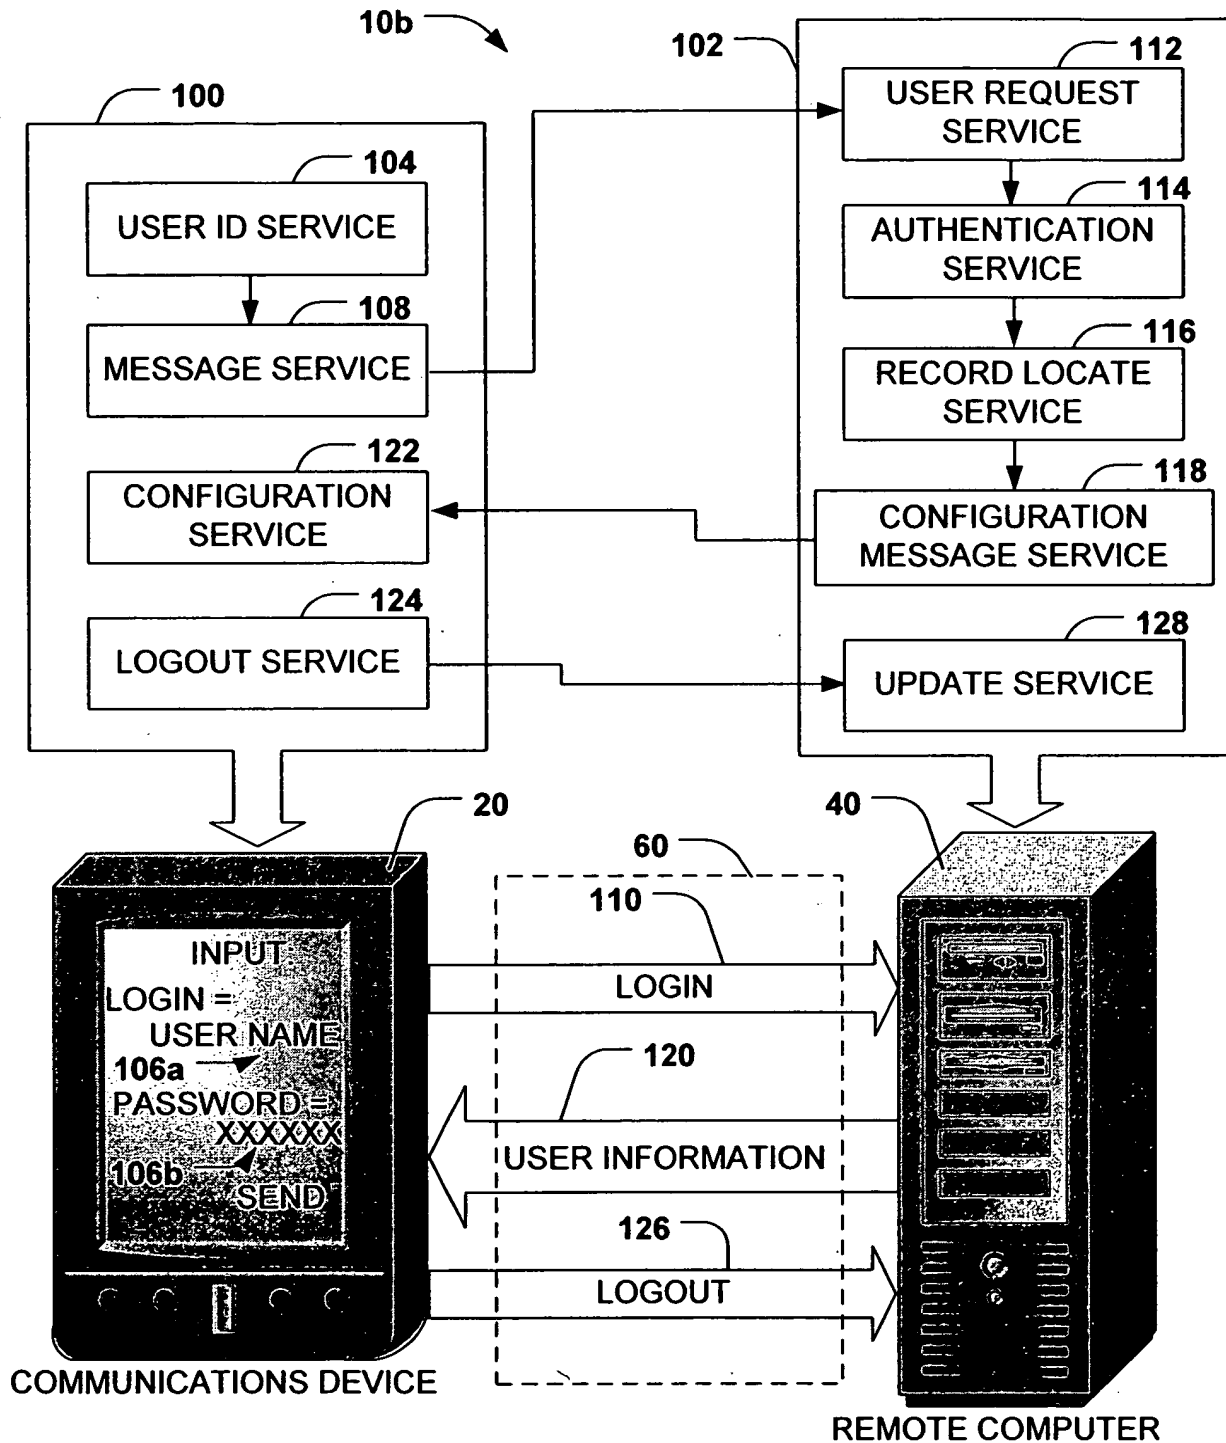 10b
102
112
USER REQUEST
SERVICE
100
104
USER ID SERVICE
114
AUTHENTICATION
SERVICE
108
MESSAGE SERVICE
116
RECORD LOCATE
SERVICE
122
CONFIGURATION
SERVICE
118
CONFIGURATION
MESSAGE SERVICE
124
LOGOUT SERVICE
128
UPDATE SERVICE
20
40
60
110
INPUT
LOGIN =
USER NAME
106a
PASSWORD =
XXXXXX
106b
SEND
LOGIN
120
USER INFORMATION
126
LOGOUT
COMMUNICATIONS DEVICE
REMOTE COMPUTER